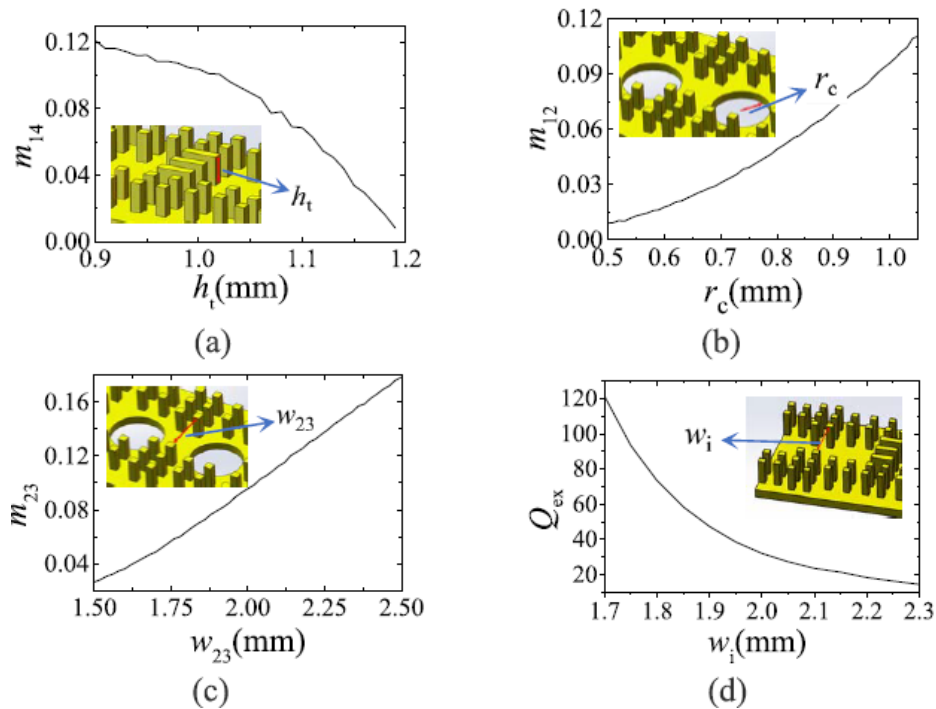 0.12
0.08
0.04
0.00
m14
ht
0.9 1.0 1.1 1.2
ht(mm)
(a)
0.12
0.09
0.06
0.03
0.00
m12
rc
0.5 0.6 0.7 0.8 0.9 1.0
rc(mm)
(b)
0.16
0.12
0.08
0.04
m23
w23
1.50 1.75 2.00 2.25 2.50
w23(mm)
(c)
120
100
80
60
40
20
Qex
wi
1.7 1.8 1.9 2.0 2.1 2.2 2.3
wi(mm)
(d)